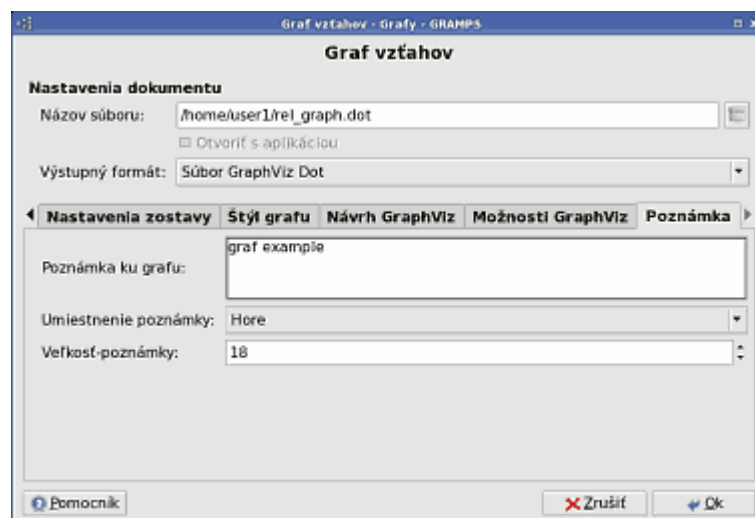 Graf vzťahov - Grafy - GRAMPS
Graf vzťahov
Nastavenia dokumentu
Názov súboru: /home/user1/rel_graph.dot
Otvoriť s aplikáciou
Výstupný formát: Súbor GraphViz Dot
Nastavenia zostavy Štýl grafu Návrh GraphViz Možnosti GraphViz Poznámka
graf example
Poznámka ku grafu:
Umiestnenie poznámky: Hore
Veľkosť-poznámky: 18
Pomocník Zrušiť Ok